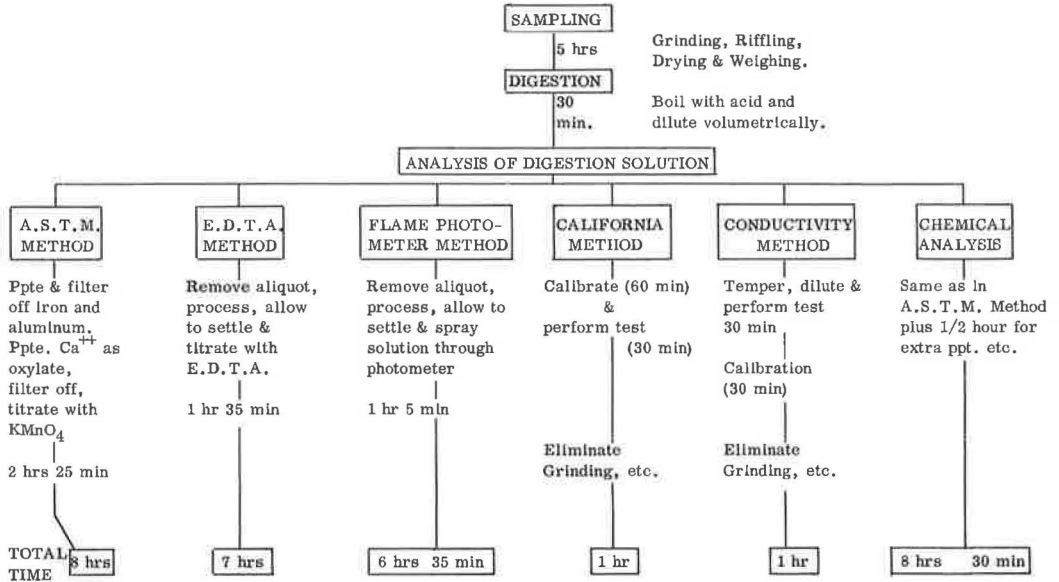 SAMPLING
5 hrs
Grinding, Riffling,
Drying & Weighing.
DIGESTION
30
min.
Boil with acid and
dilute volumetrically.
ANALYSIS OF DIGESTION SOLUTION
A.S.T.M.
METHOD
Ppte & filter
off iron and
aluminum.
Ppte. Ca++ as
oxylate,
filter off,
titrate with
KMnO4
2 hrs 25 min
E.D.T.A.
METHOD
Remove aliquot,
process, allow
to settle &
titrate with
E.D.T.A.
1 hr 35 min
FLAME PHOTO-
METER METHOD
Remove aliquot,
process, allow to
settle & spray
solution through
photometer
1 hr 5 min
CALIFORNIA
METHOD
Calibrate (60 min)
&
perform test
(30 min)
Eliminate
Grinding, etc.
CONDUCTIVITY
METHOD
Temper, dilute &
perform test
30 min
Calibration
(30 min)
Eliminate
Grinding, etc.
CHEMICAL
ANALYSIS
Same as in
A.S.T.M. Method
plus 1/2 hour for
extra ppt. etc.
TOTAL
TIME
8 hrs
7 hrs
6 hrs 35 min
1 hr
1 hr
8 hrs 30 min